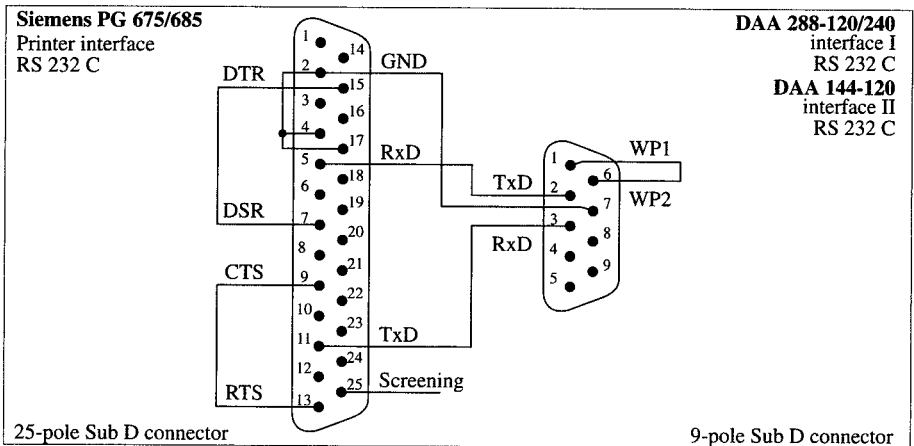 Siemens PG 675/685
Printer interface
RS 232 C
DAA 288-120/240
interface I
RS 232 C
DAA 144-120
interface II
RS 232 C
1
14
2
GND
DTR
15
3
16
4
17
5
RxD
18
6
19
DSR
7
20
8
21
CTS
9
22
10
23
11
TxD
24
12
25
Screening
RTS
13
1
WP1
6
TxD
2
WP2
7
3
RxD
8
4
9
5
25-pole Sub D connector
9-pole Sub D connector